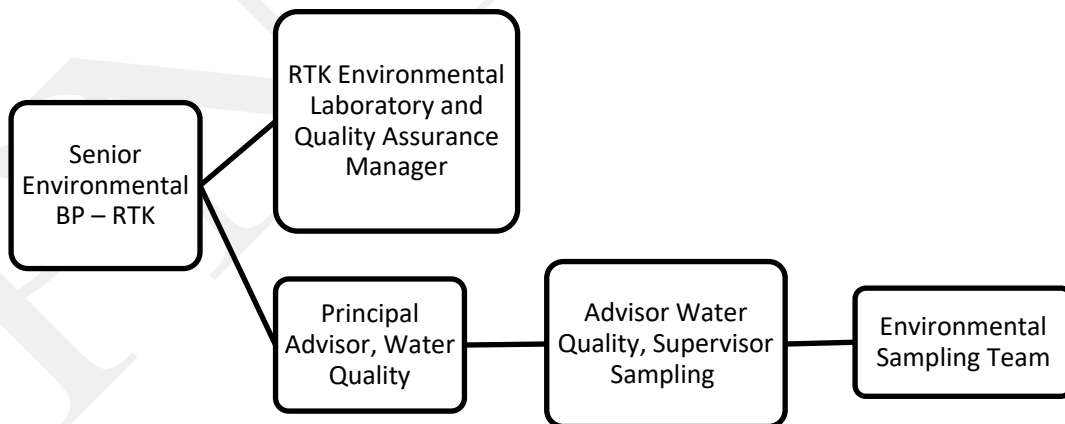 Senior
Environmental
BP – RTK
RTK Environmental
Laboratory and
Quality Assurance
Manager
Principal
Advisor, Water
Quality
Advisor Water
Quality, Supervisor
Sampling
Environmental
Sampling Team